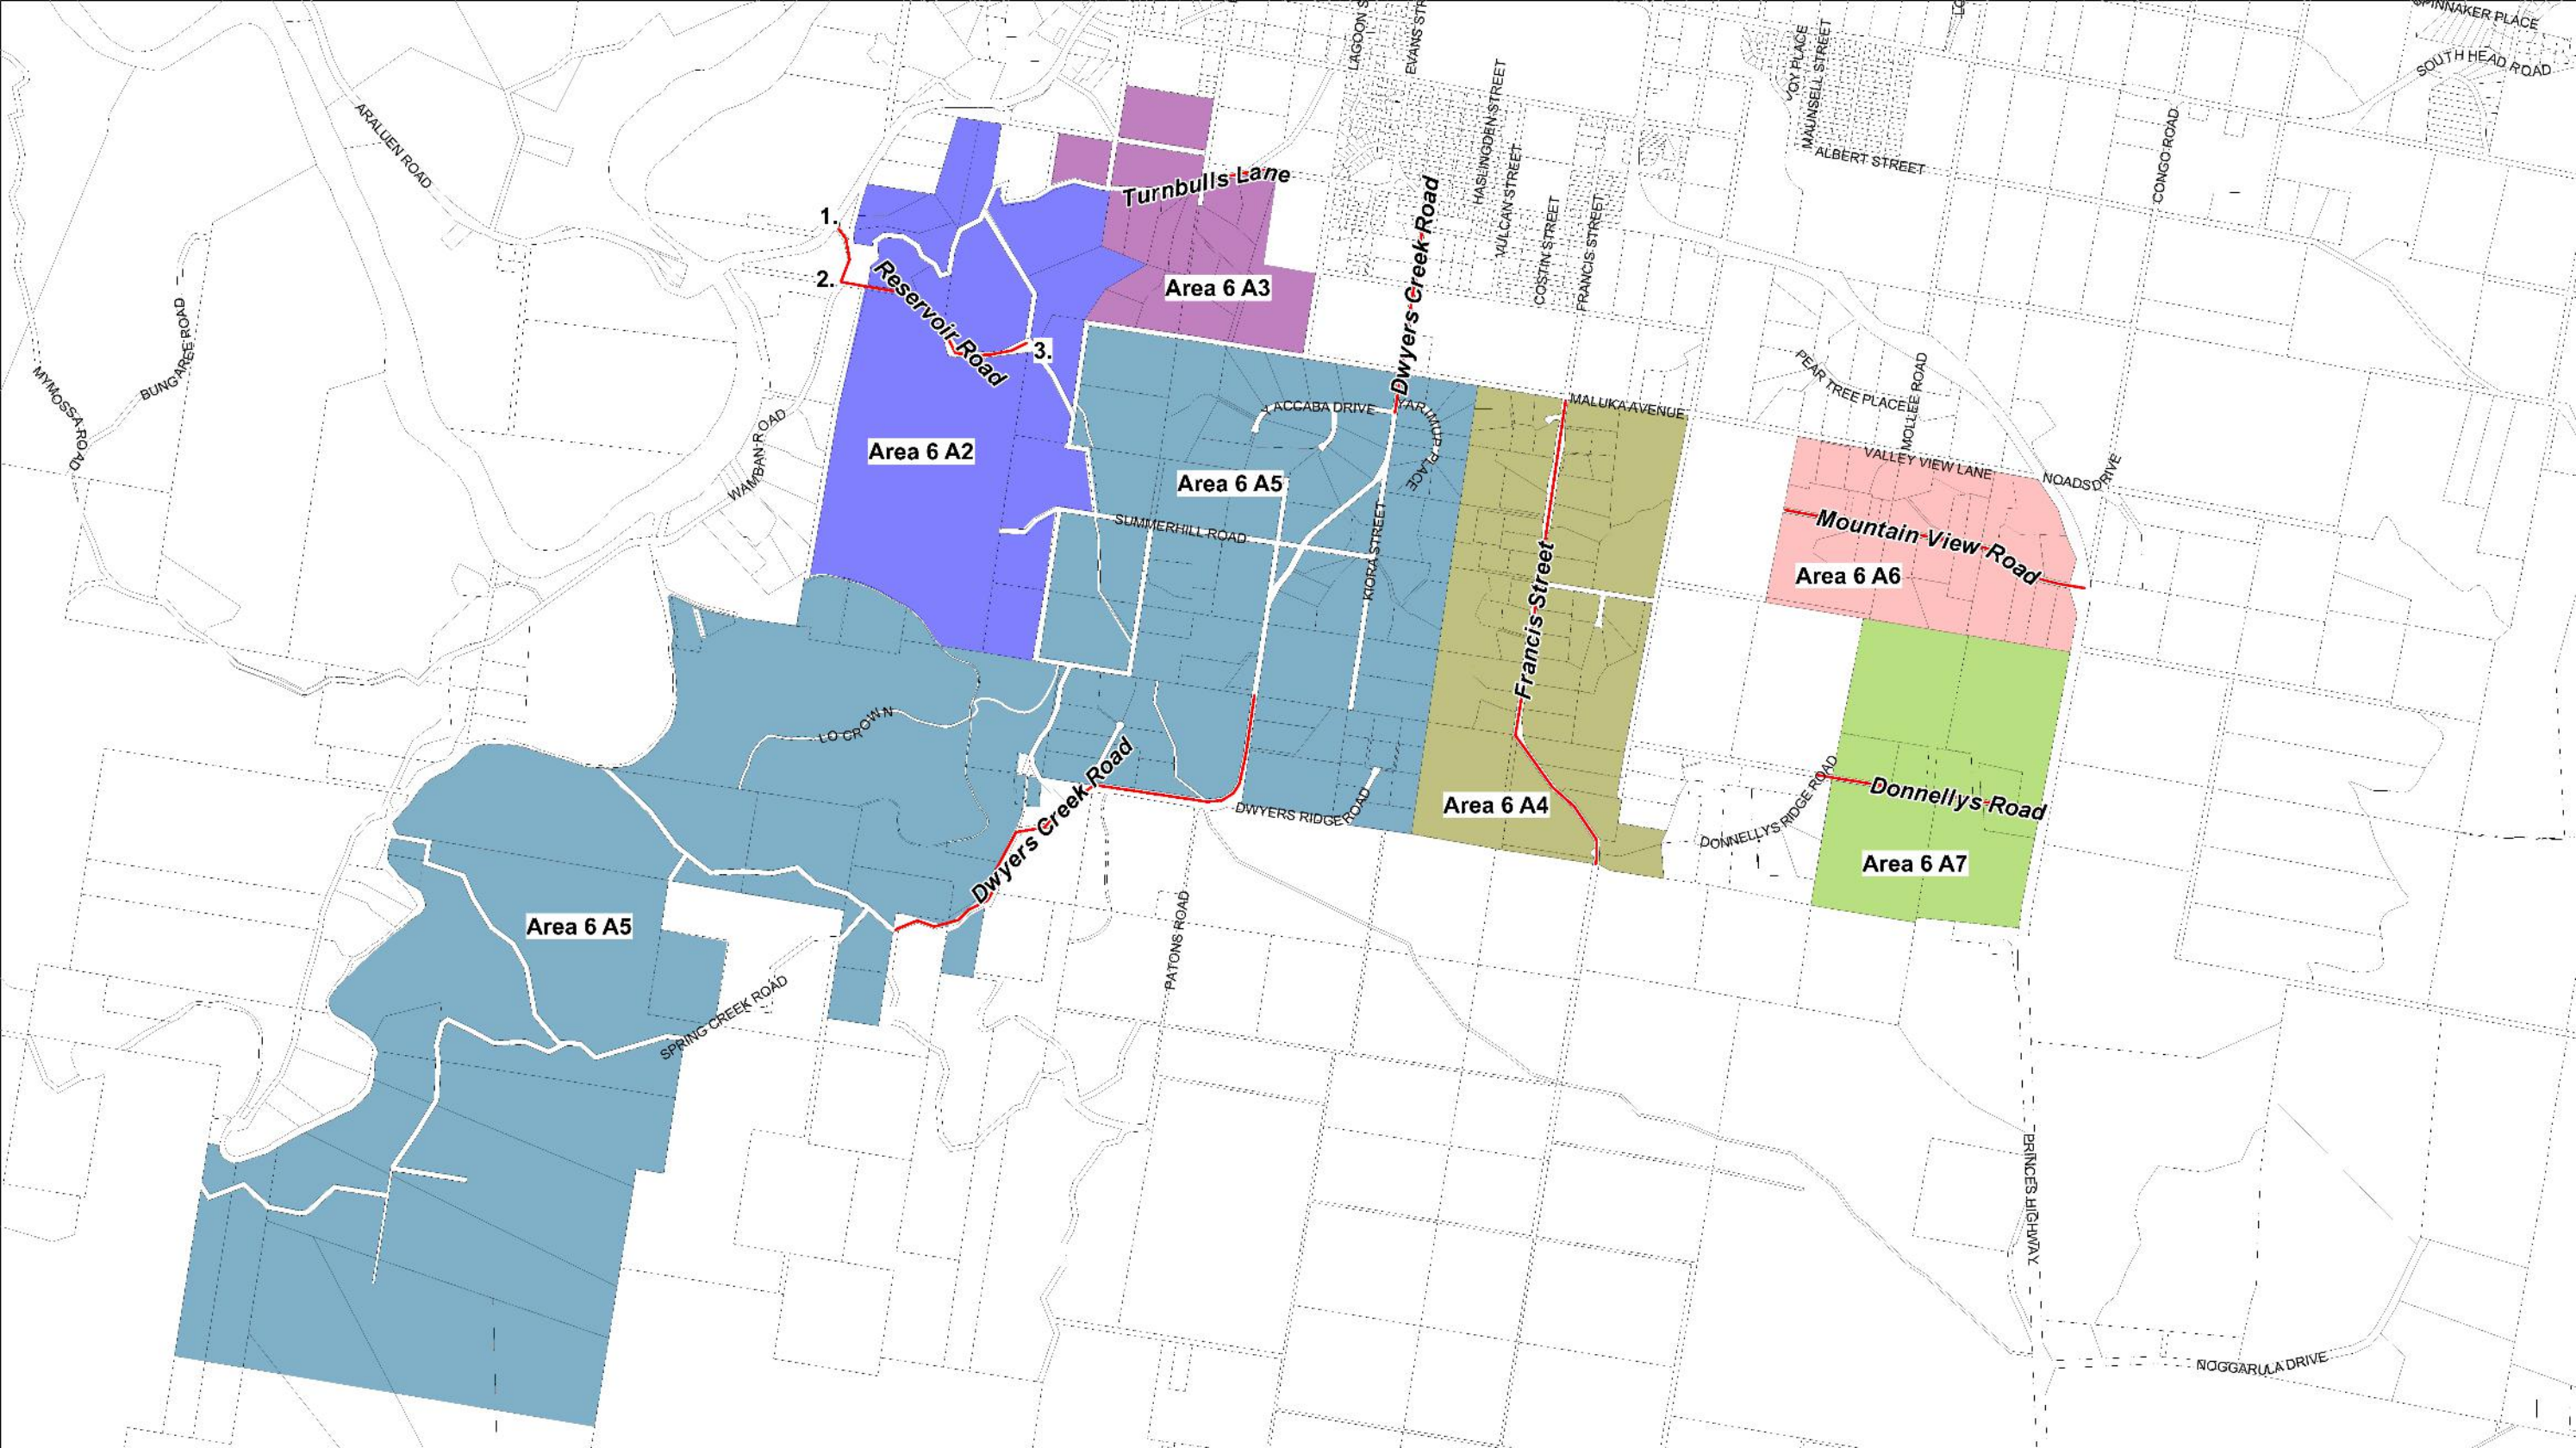 SPINNAKER PLACE
SOUTH HEAD ROAD
LAGOON S
EVANS STR
VOY PLACE
MAUNSELL STREET
ARALUEN ROAD
HASLINGDEN STREET
VULCAN STREET
COSTIN STREET
FRANCIS STREET
ALBERT STREET
CONGO ROAD
Turnbulls Lane
Dwyers Creek Road
1.
2.
Reservoir Road
3.
Area 6 A3
BUNGAREE ROAD
MYMOSSA ROAD
WAMBAN ROAD
Area 6 A2
YACCABA DRIVE
YARIMUP PLACE
MALUKA AVENUE
PEAR TREE PLACE
MOLLEE ROAD
VALLEY VIEW LANE
NOADS DRIVE
Area 6 A5
SUMMERHILL ROAD
KIORA STREET
Francis Street
Mountain View Road
Area 6 A6
LO CROWN
Dwyers Creek Road
DWYERS RIDGE ROAD
Area 6 A4
DONNELLYS RIDGE ROAD
Donnellys Road
Area 6 A7
Area 6 A5
SPRING CREEK ROAD
PATONS ROAD
PRINCES HIGHWAY
NOGGARULA DRIVE